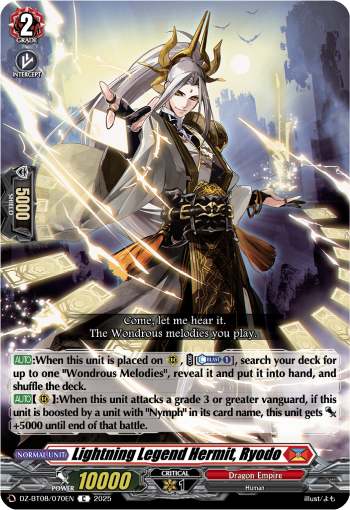 2
GRADE
INTERCEPT
5000
SHIELD
Come, let me hear it.
The Wondrous melodies you play.
AUTO:When this unit is placed on RC, COST[COUNTER BLAST 1], search your deck for
up to one "Wondrous Melodies", reveal it and put it into hand, and
shuffle the deck.
AUTO【RC】:When this unit attacks a grade 3 or greater vanguard, if this
unit is boosted by a unit with "Nymph" in its card name, this unit gets
+5000 until end of that battle.
NORMAL UNIT
Lightning Legend Hermit, Ryodo
POWER 10000
CRITICAL
1
Dragon Empire
Human
DZ-BT08/070EN C 2025
illust/よも